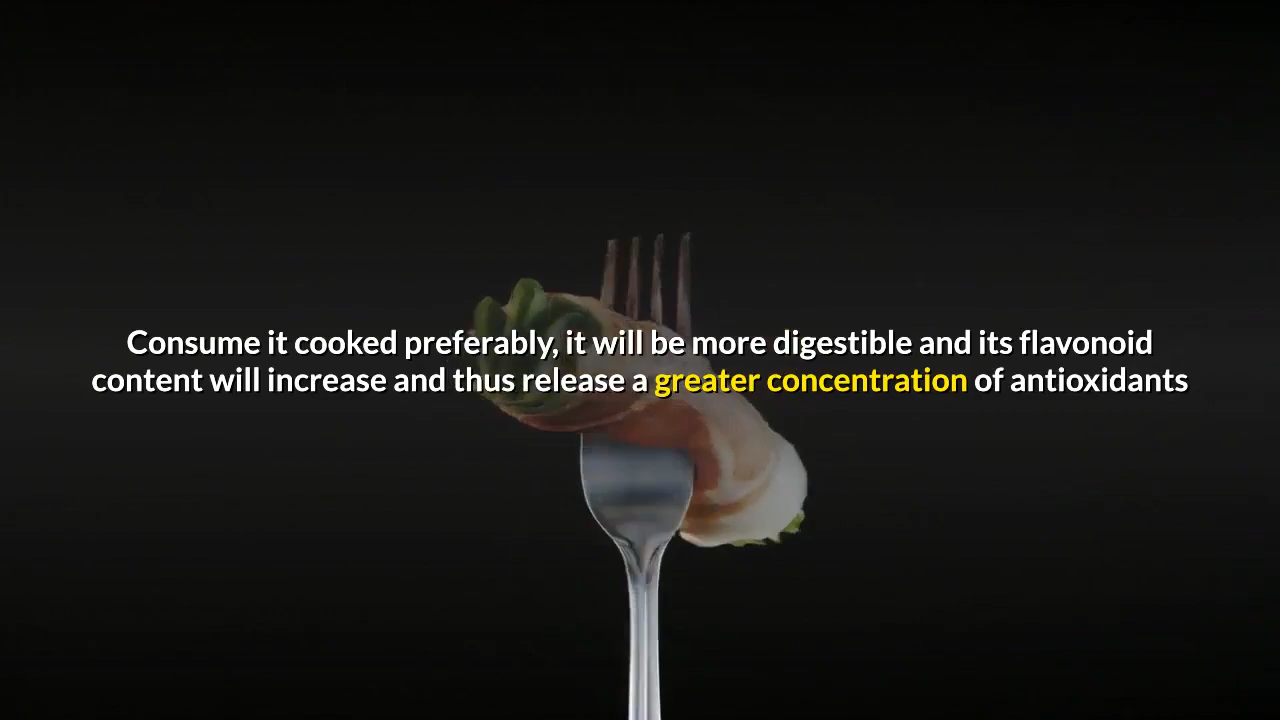 Consume it cooked preferably, it will be more digestible and its flavonoid
content will increase and thus release a greater concentration of antioxidants